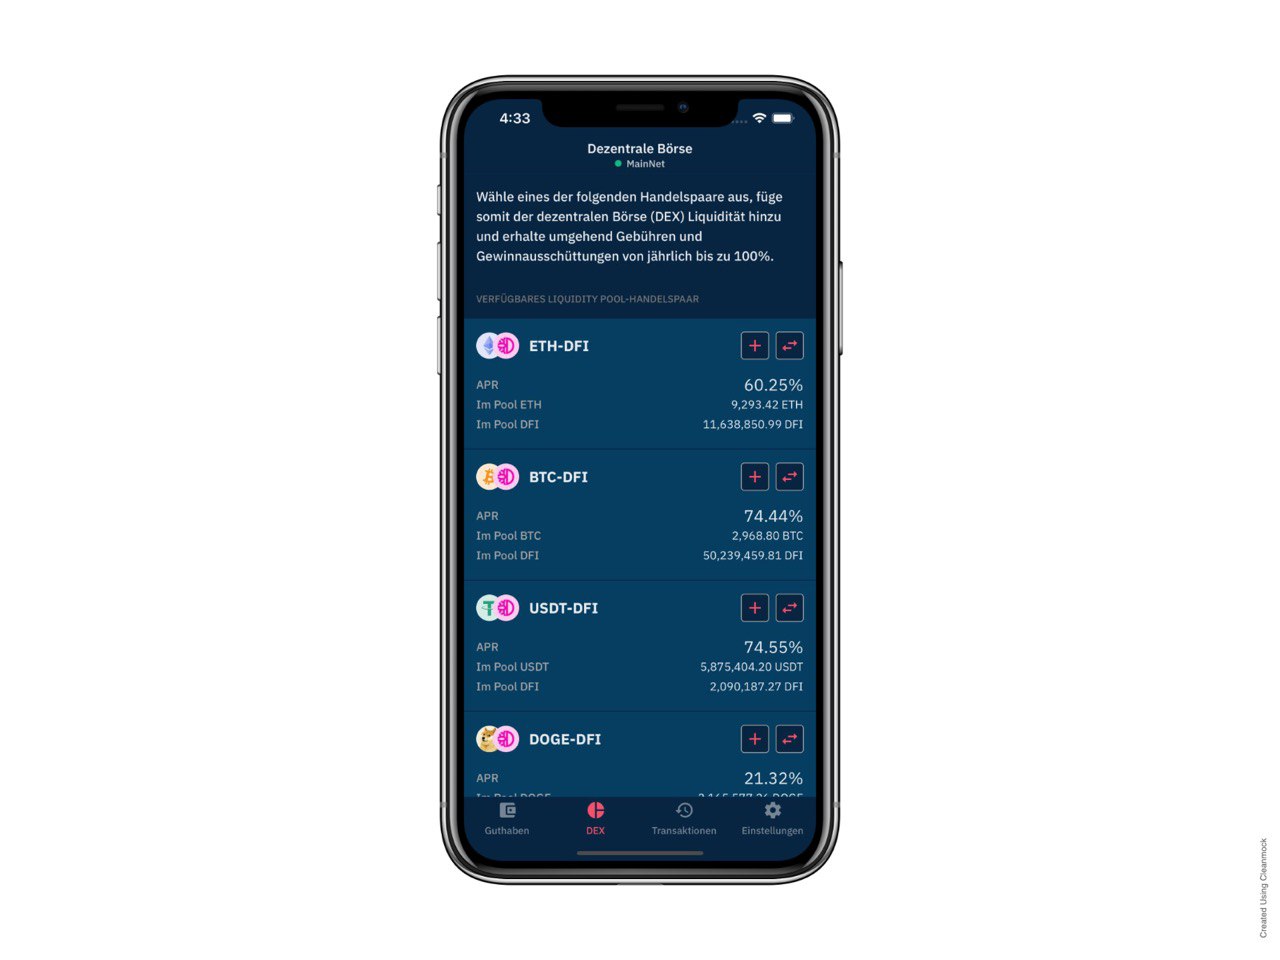 4:33
Dezentrale Börse
MainNet
Wähle eines der folgenden Handelspaare aus, füge
somit der dezentralen Börse (DEX) Liquidität hinzu
und erhalte umgehend Gebühren und
Gewinnausschüttungen von jährlich bis zu 100%.
VERFÜGBARES LIQUIDITY POOL-HANDELSPAAR
ETH-DFI
APR 60.25%
Im Pool ETH 9,293.42 ETH
Im Pool DFI 11,638,850.99 DFI
BTC-DFI
APR 74.44%
Im Pool BTC 2,968.80 BTC
Im Pool DFI 50,239,459.81 DFI
USDT-DFI
APR 74.55%
Im Pool USDT 5,875,404.20 USDT
Im Pool DFI 2,090,187.27 DFI
DOGE-DFI
APR 21.32%
Im Pool DOGE
Guthaben DEX Transaktionen Einstellungen
Created Using Cleanmock